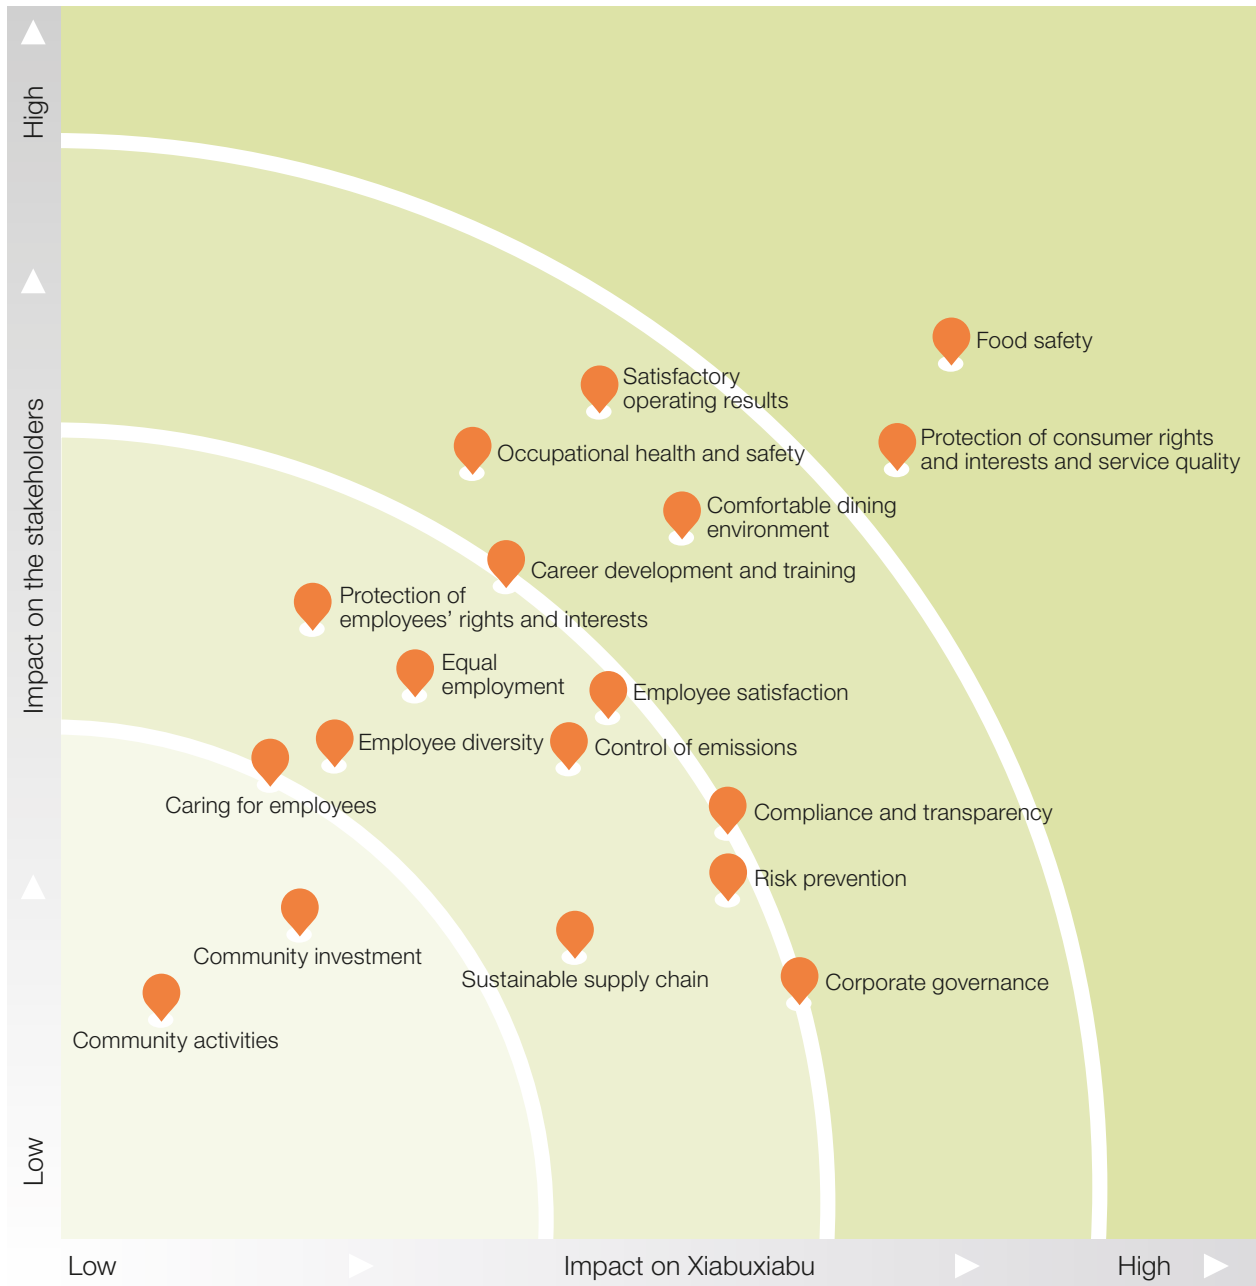 High
Impact on the stakeholders
Low
Food safety
Satisfactory
operating results
Protection of consumer rights
and interests and service quality
Occupational health and safety
Comfortable dining
environment
Career development and training
Protection of
employees’ rights and interests
Equal
employment
Employee satisfaction
Employee diversity
Control of emissions
Caring for employees
Compliance and transparency
Risk prevention
Community investment
Sustainable supply chain
Corporate governance
Community activities
Low
Impact on Xiabuxiabu
High